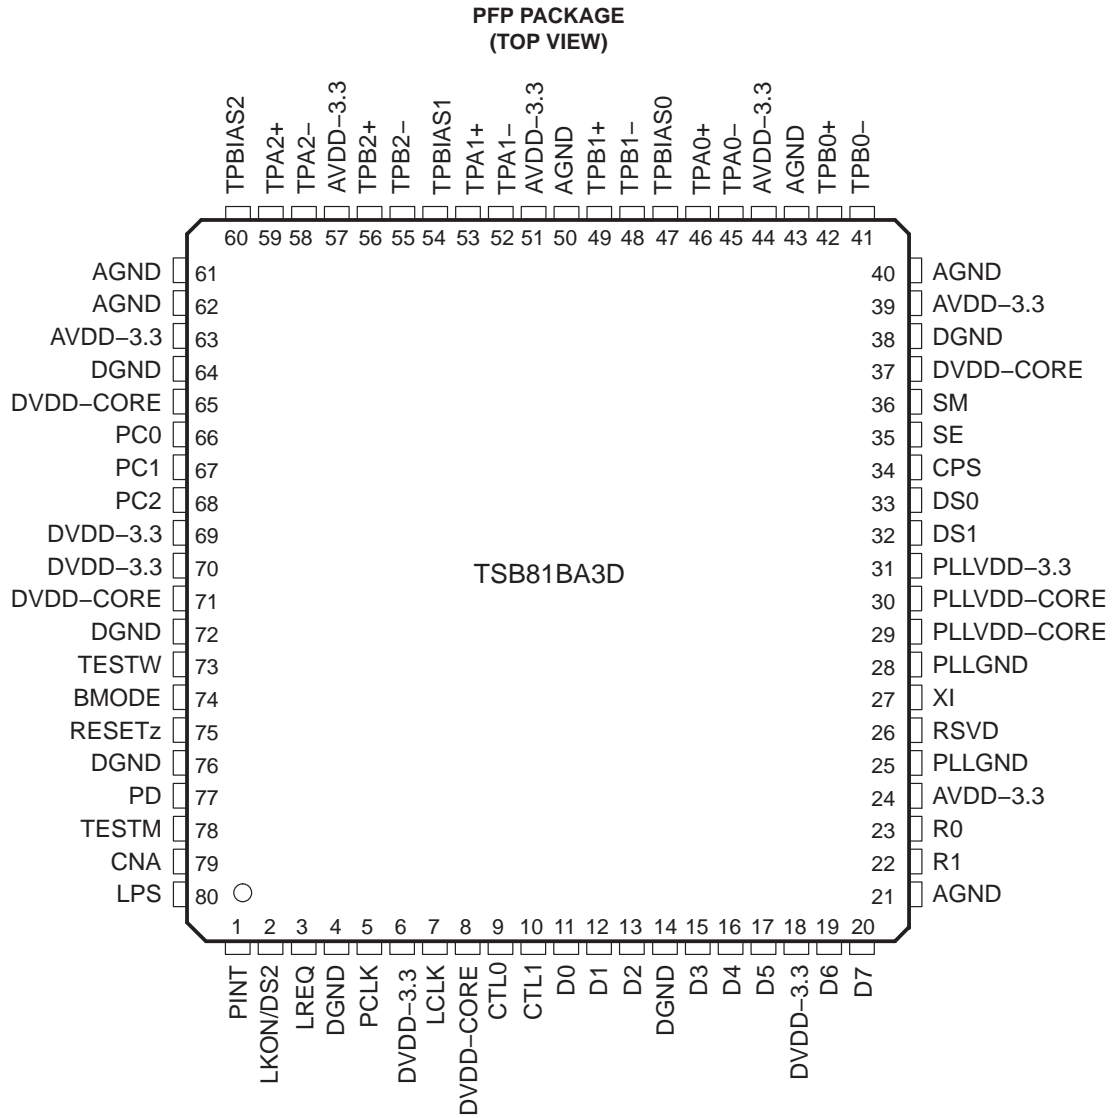 PFP PACKAGE
(TOP VIEW)
TPBIAS2
TPA2+
TPA2–
AVDD–3.3
TPB2+
TPB2–
TPBIAS1
TPA1+
TPA1–
AVDD–3.3
AGND
TPB1+
TPB1–
TPBIAS0
TPA0+
TPA0–
AVDD–3.3
AGND
TPB0+
TPB0–
60 59 58 57 56 55 54 53 52 51 50 49 48 47 46 45 44 43 42 41
AGND 61
AGND 62
AVDD–3.3 63
DGND 64
DVDD–CORE 65
PC0 66
PC1 67
PC2 68
DVDD–3.3 69
DVDD–3.3 70
DVDD–CORE 71
DGND 72
TESTW 73
BMODE 74
RESETz 75
DGND 76
PD 77
TESTM 78
CNA 79
LPS 80
TSB81BA3D
40 AGND
39 AVDD–3.3
38 DGND
37 DVDD–CORE
36 SM
35 SE
34 CPS
33 DS0
32 DS1
31 PLLVDD–3.3
30 PLLVDD–CORE
29 PLLVDD–CORE
28 PLLGND
27 XI
26 RSVD
25 PLLGND
24 AVDD–3.3
23 R0
22 R1
21 AGND
1 2 3 4 5 6 7 8 9 10 11 12 13 14 15 16 17 18 19 20
PINT
LKON/DS2
LREQ
DGND
PCLK
DVDD–3.3
LCLK
DVDD–CORE
CTL0
CTL1
D0
D1
D2
DGND
D3
D4
D5
DVDD–3.3
D6
D7